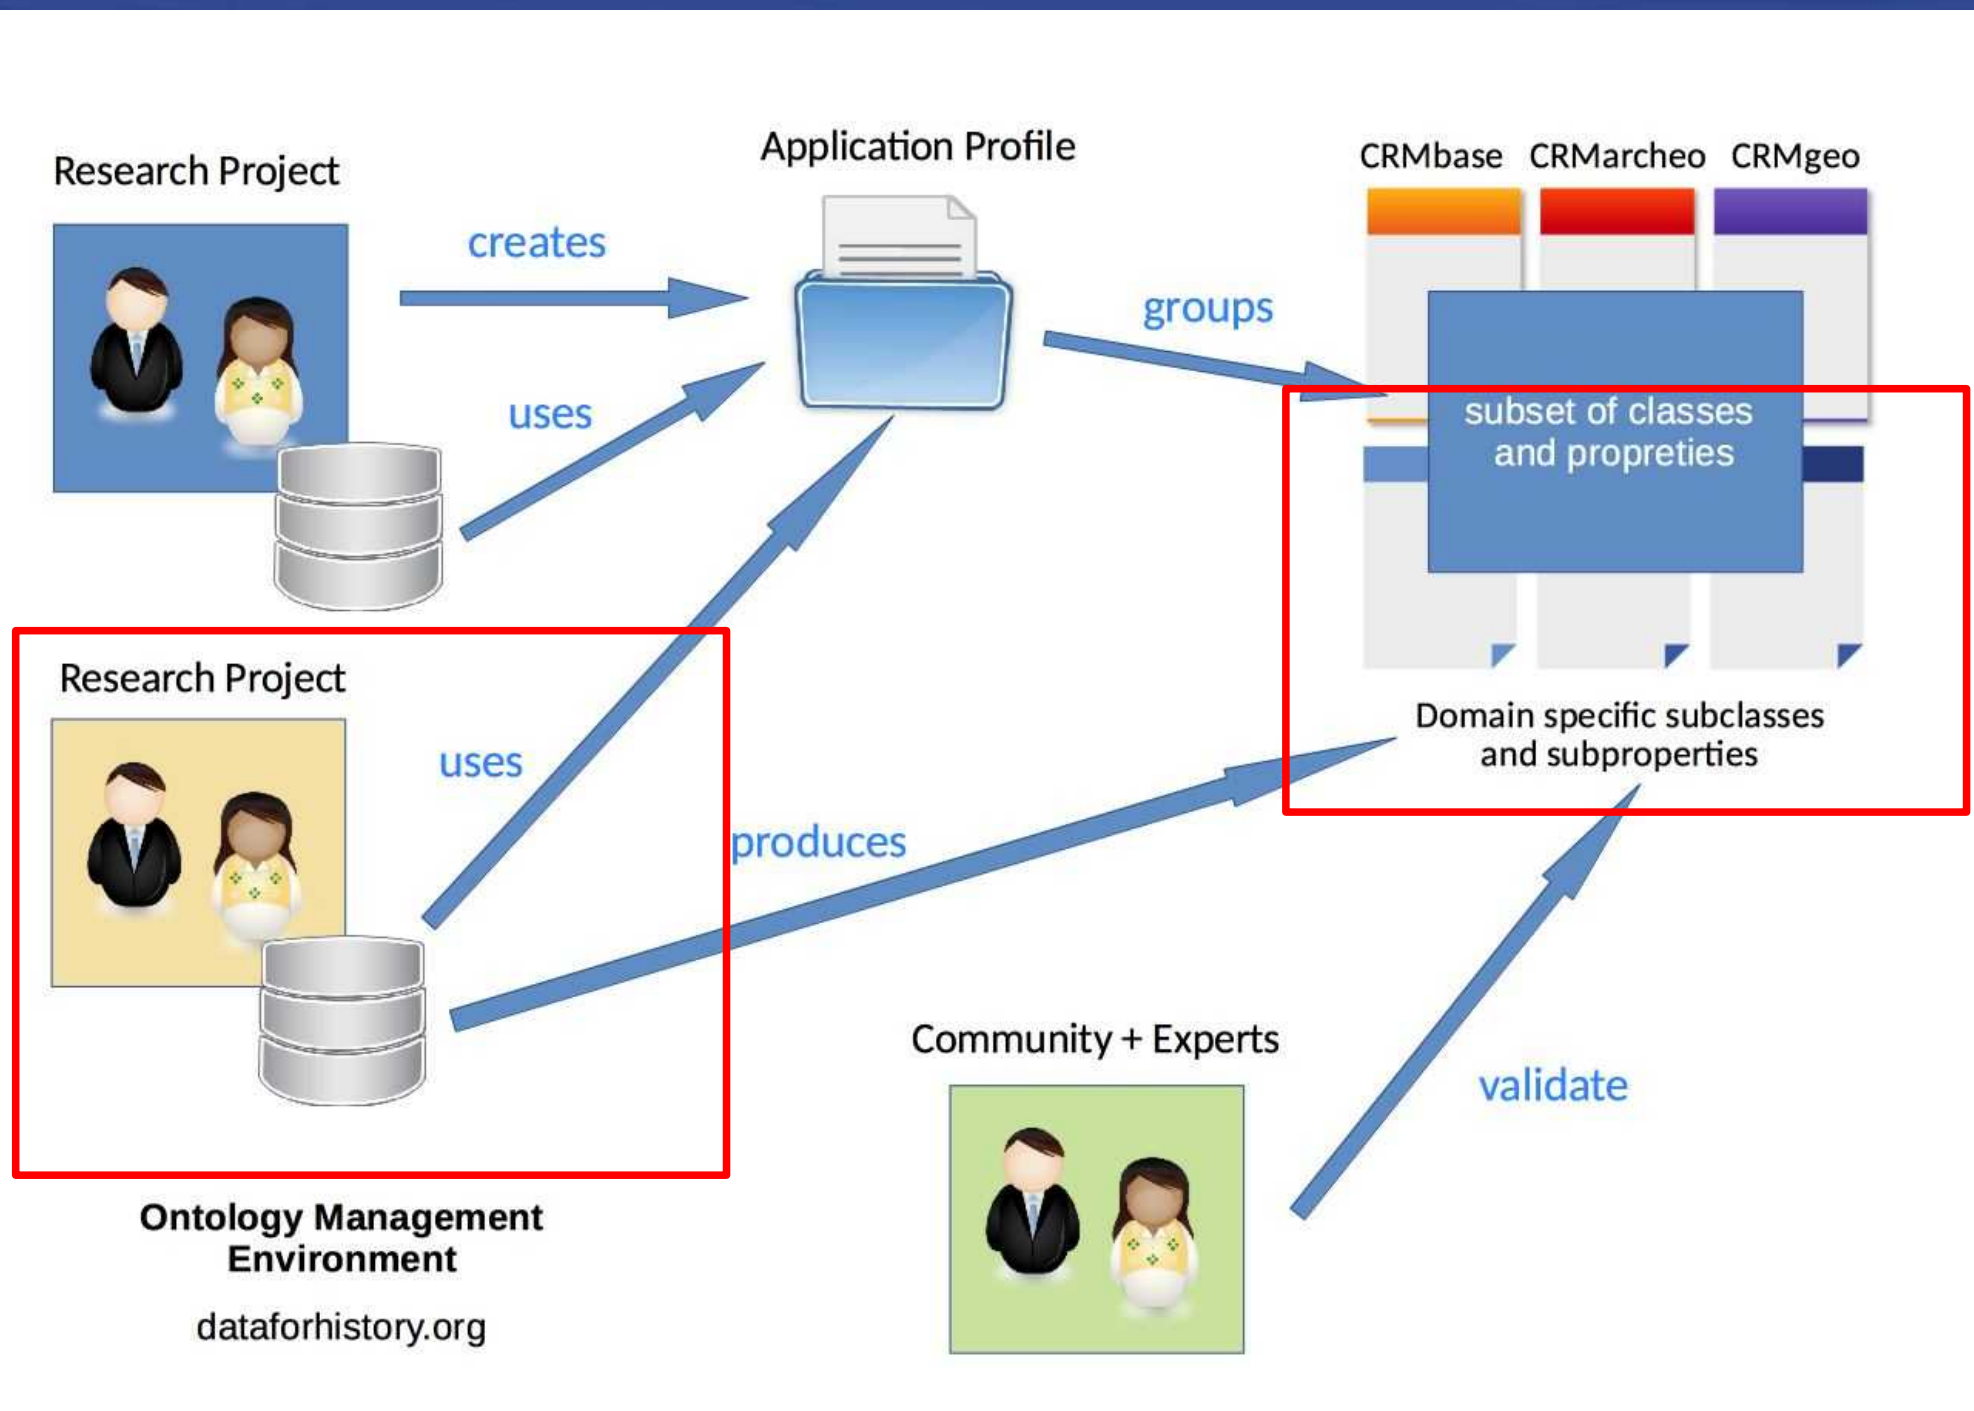 Research Project
creates
uses
Application Profile
groups
CRMbase CRMarcheo CRMgeo
subset of classes
and propreties
Research Project
uses
produces
Domain specific subclasses
and subproperties
Community + Experts
validate
Ontology Management
Environment
dataforhistory.org